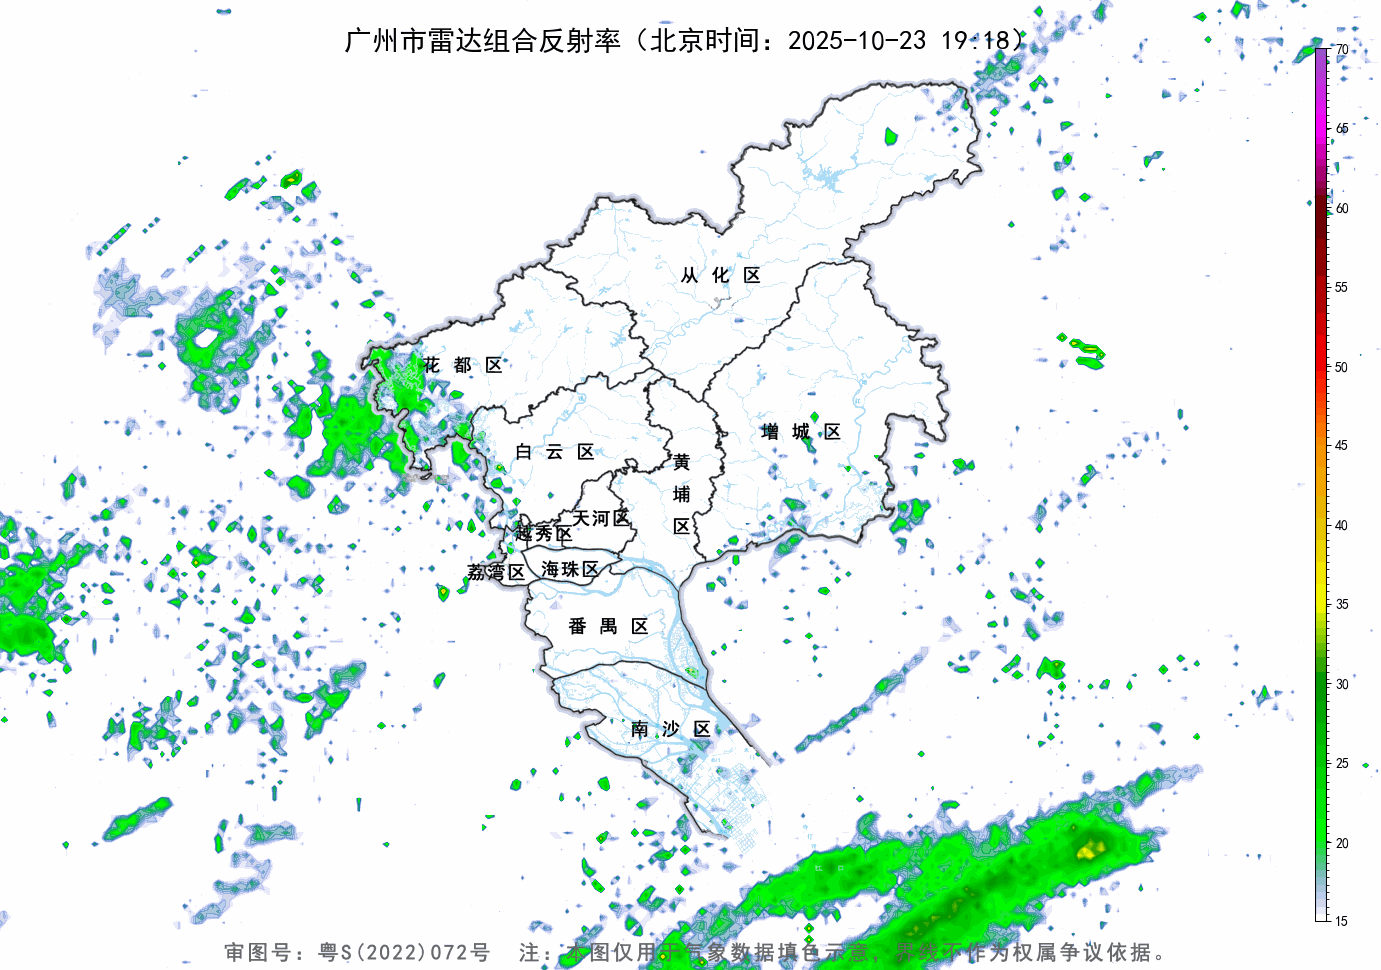 广州市雷达组合反射率（北京时间：2025-10-23 19:18）
70
65
60
55
50
45
40
35
30
25
20
15
从化区
花都区
增城区
白云区
黄埔区
天河区
越秀区
海珠区
荔湾区
番禺区
南沙区
审图号：粤S(2022)072号 注：本图仅用于气象数据填色示意，界线不作为权属争议依据。